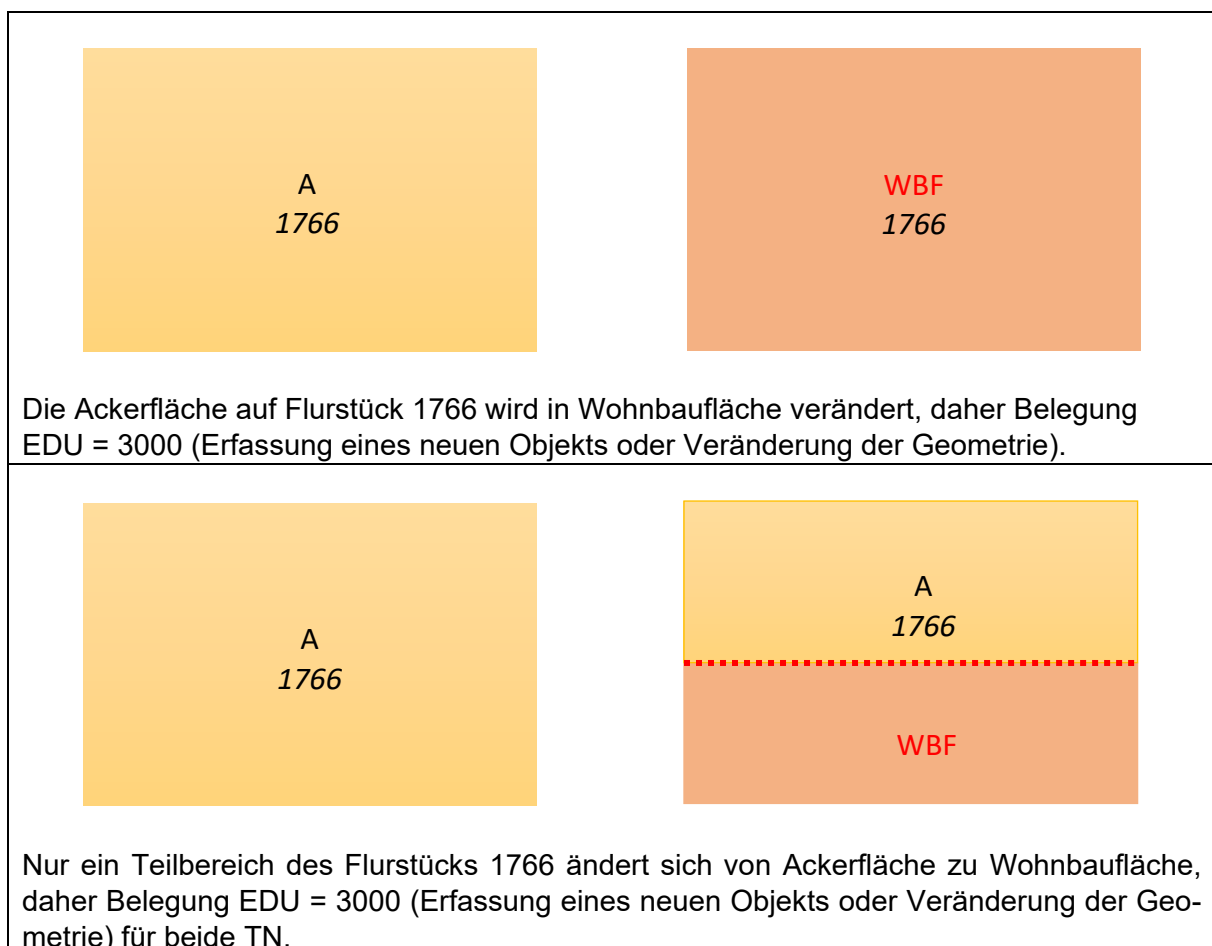 A
1766
WBF
1766
Die Ackerfläche auf Flurstück 1766 wird in Wohnbaufläche verändert, daher Belegung
EDU = 3000 (Erfassung eines neuen Objekts oder Veränderung der Geometrie).
A
1766
A
1766
WBF
Nur ein Teilbereich des Flurstücks 1766 ändert sich von Ackerfläche zu Wohnbaufläche,
daher Belegung EDU = 3000 (Erfassung eines neuen Objekts oder Veränderung der Geo-
metrie) für beide TN.